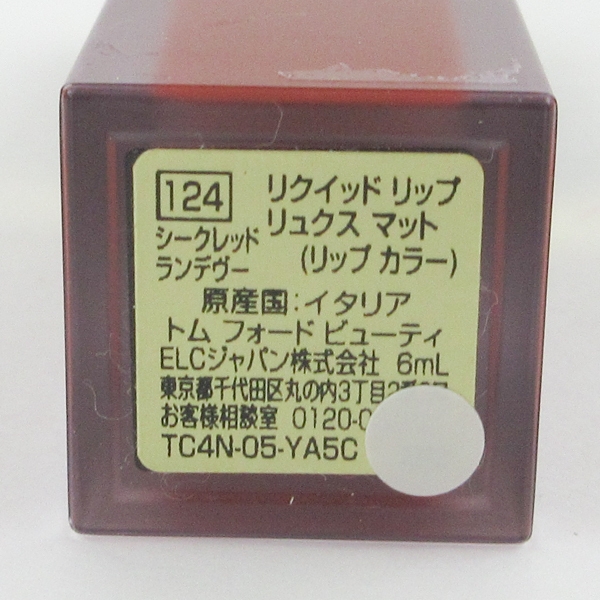 124 リクイッド リップ
シークレッド リュクス マット
ランデヴー (リップ カラー)
原産国:イタリア
トム フォード ビューティ
ELCジャパン株式会社 6mL
東京都千代田区丸の内3丁目
お客様相談室 0120-
TC4N-05-YA5C